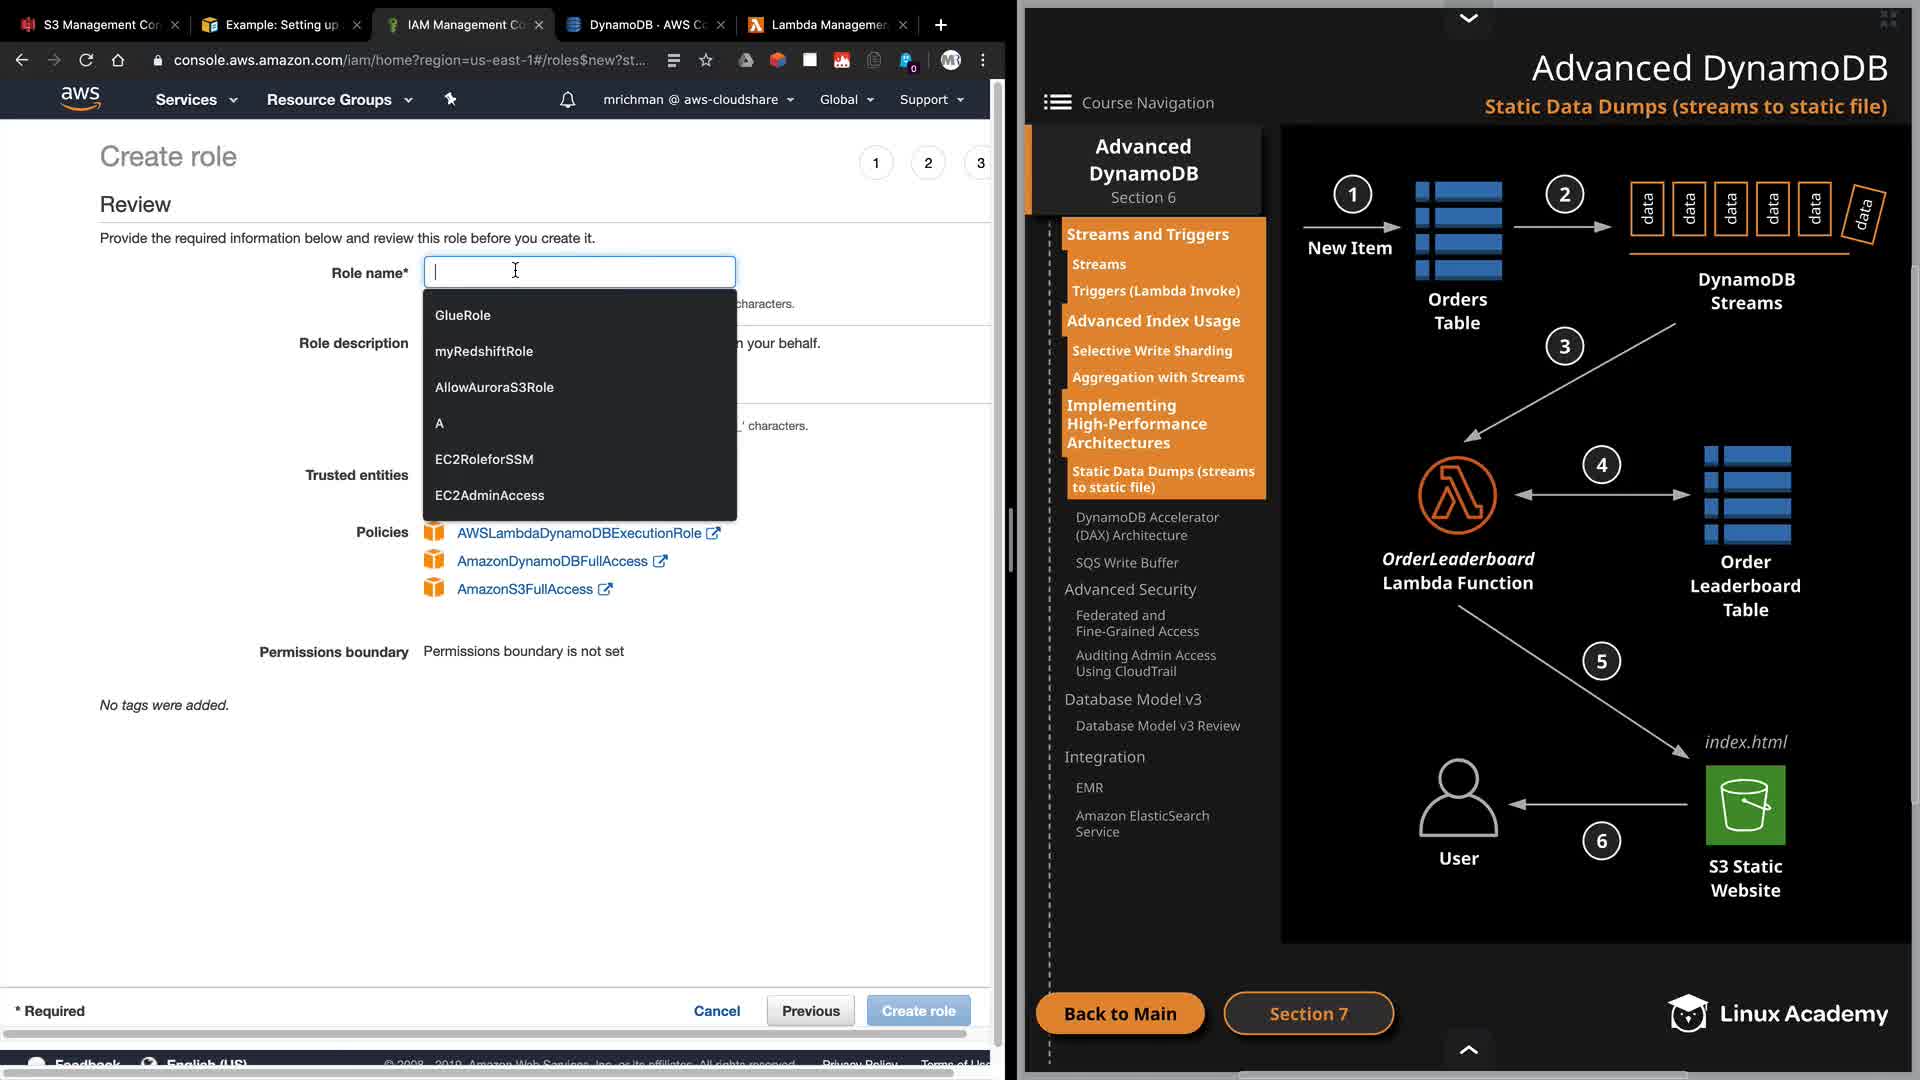 S3 Management Con
Example: Setting up
IAM Management Co
DynamoDB · AWS Co
Lambda Managemen
console.aws.amazon.com/iam/home?region=us-east-1#/roles$new?st...
0
aws
Services
Resource Groups
mrichman @ aws-cloudshare
Global
Support
Create role
1
2
3
Review
Provide the required information below and review this role before you create it.
Role name*
characters.
GlueRole
myRedshiftRole
AllowAuroraS3Role
A
EC2RoleforSSM
EC2AdminAccess
Role description
n your behalf.
_' characters.
Trusted entities
Policies
AWSLambdaDynamoDBExecutionRole
AmazonDynamoDBFullAccess
AmazonS3FullAccess
Permissions boundary
Permissions boundary is not set
No tags were added.
* Required
Cancel
Previous
Create role
Feedback
English (US)
© 2008 - 2019, Amazon Web Services, Inc. or its affiliates. All rights reserved.
Privacy Policy
Terms of Use
Advanced DynamoDB
Static Data Dumps (streams to static file)
Course Navigation
Advanced
DynamoDB
Section 6
Streams and Triggers
Streams
Triggers (Lambda Invoke)
Advanced Index Usage
Selective Write Sharding
Aggregation with Streams
Implementing
High-Performance
Architectures
Static Data Dumps (streams
to static file)
DynamoDB Accelerator
(DAX) Architecture
SQS Write Buffer
Advanced Security
Federated and
Fine-Grained Access
Auditing Admin Access
Using CloudTrail
Database Model v3
Database Model v3 Review
Integration
EMR
Amazon ElasticSearch
Service
1
New Item
Orders
Table
2
data
data
data
data
data
data
DynamoDB
Streams
3
OrderLeaderboard
Lambda Function
4
Order
Leaderboard
Table
5
index.html
S3 Static
Website
6
User
Back to Main
Section 7
Linux Academy